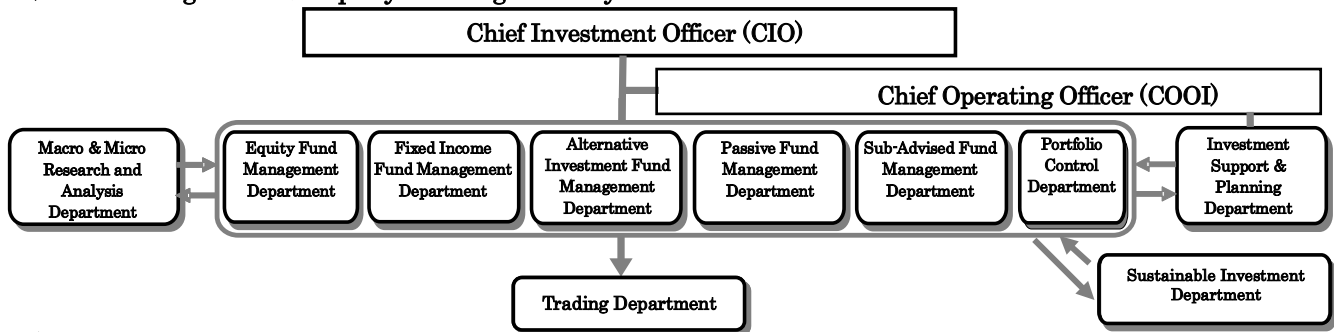 Chief Investment Officer (CIO)
Chief Operating Officer (COOI)
Macro & Micro
Research and
Analysis
Department
Equity Fund
Management
Department
Fixed Income
Fund Management
Department
Alternative
Investment Fund
Management
Department
Passive Fund
Management
Department
Sub-Advised Fund
Management
Department
Portfolio
Control
Department
Investment
Support &
Planning
Department
Trading Department
Sustainable Investment
Department